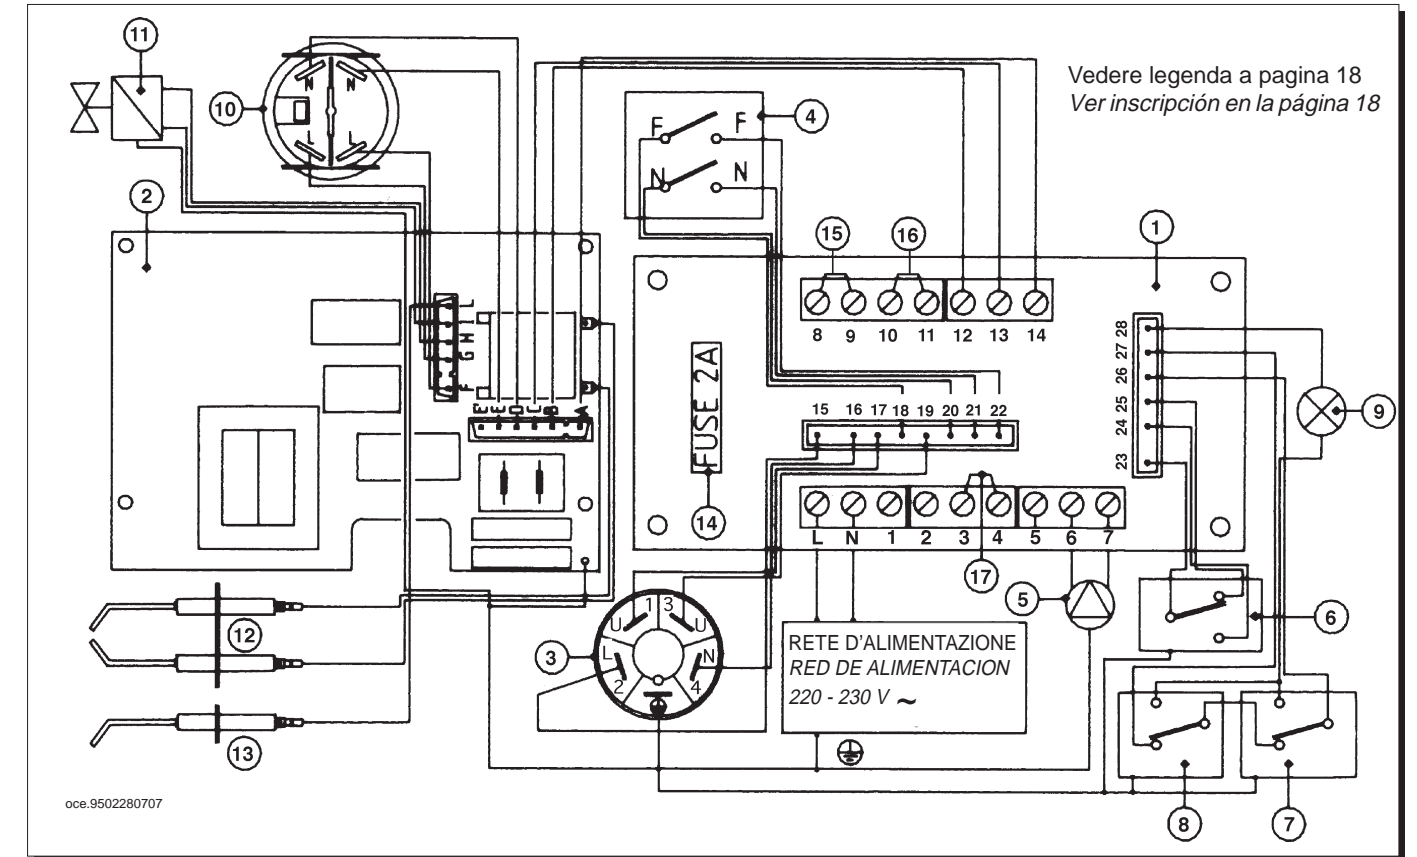 11
10
2
N N
L L
4
F F
N N
Vedere legenda a pagina 18
Ver inscripción en la página 18
1
15 16
8 9 10 11 12 13 14
L I H G F
E' E D C B A
FUSE 2A
14
15 16 17 18 19 20 21 22
28 27 26 25 24 23
9
L N 1 2 3 4 5 6 7
17
5
6
3
1 3
U U
L N
2 4
12
13
RETE D'ALIMENTAZIONE
RED DE ALIMENTACION
220 - 230 V ~
8 7
oce.9502280707